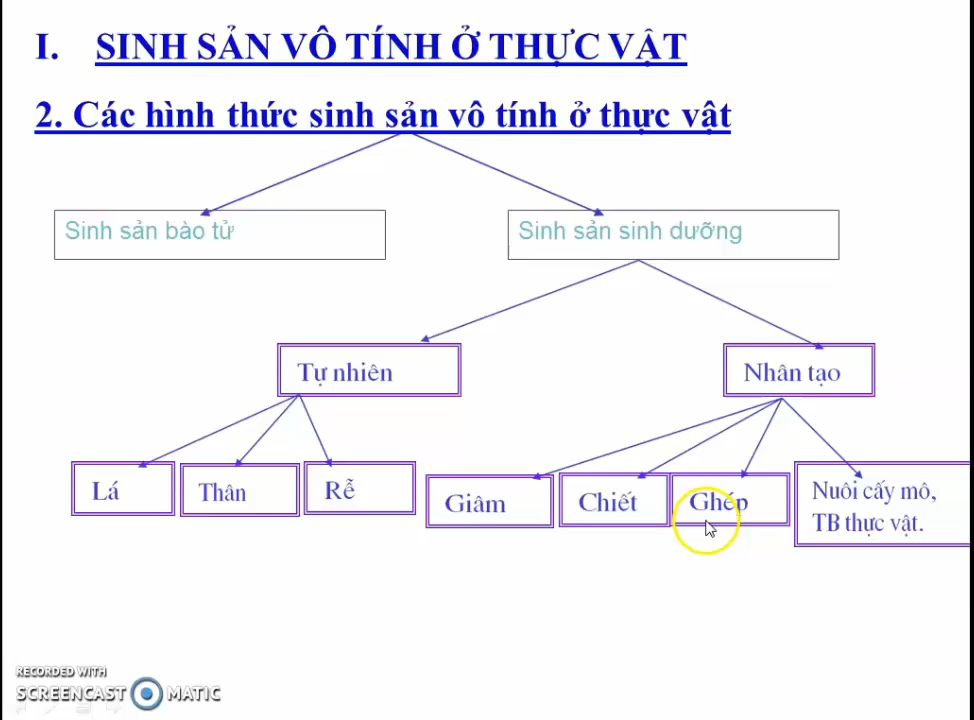 I. SINH SẢN VÔ TÍNH Ở THỰC VẬT
2. Các hình thức sinh sản vô tính ở thực vật
Sinh sản bào tử
Sinh sản sinh dưỡng
Tự nhiên
Nhân tạo
Lá
Thân
Rễ
Giâm
Chiết
Ghép
Nuôi cấy mô,
TB thực vật.
RECORDED WITH
SCREENCAST MATIC